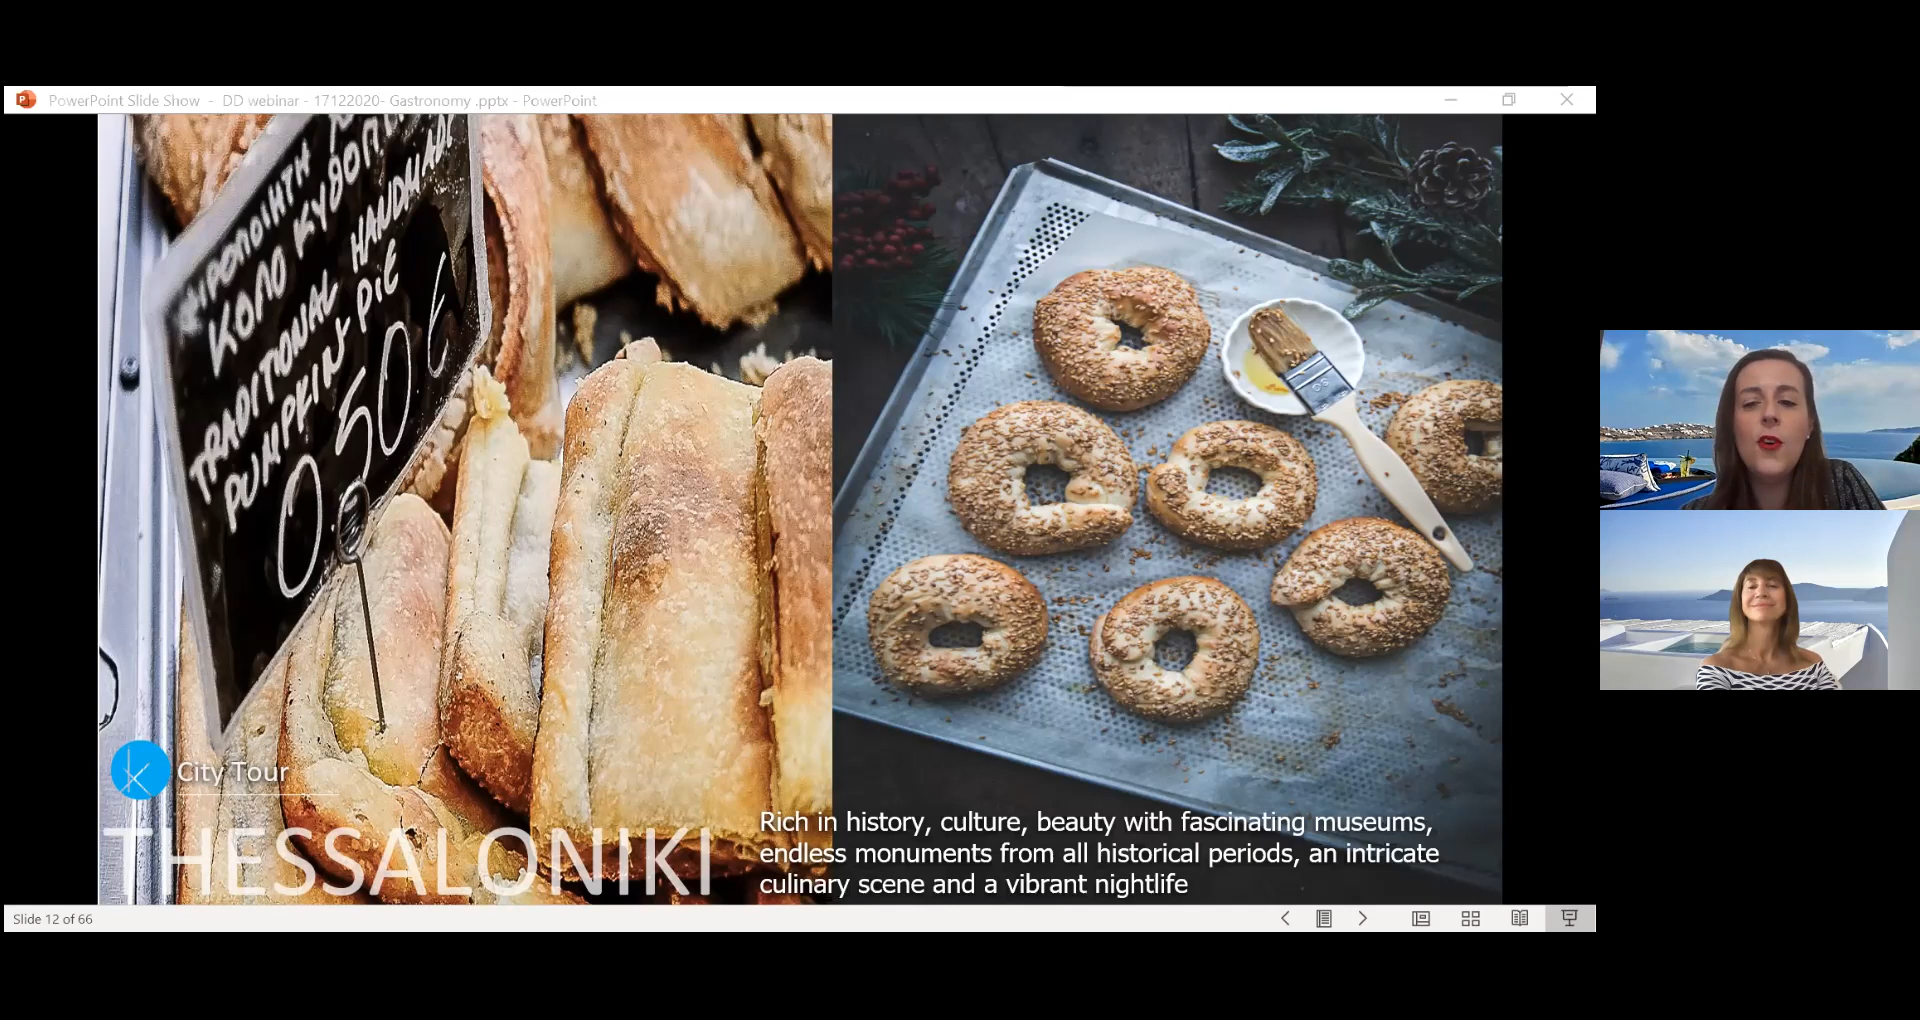 PowerPoint Slide Show - DD webinar - 17122020- Gastronomy .pptx - PowerPoint
ΚΟΛΟΚΥΘΟΠΙ
TRADITIONAL HANDMADE
PUMPKIN PIE
0.50 €
City Tour
THESSALONIKI
Rich in history, culture, beauty with fascinating museums,
endless monuments from all historical periods, an intricate
culinary scene and a vibrant nightlife
Slide 12 of 66